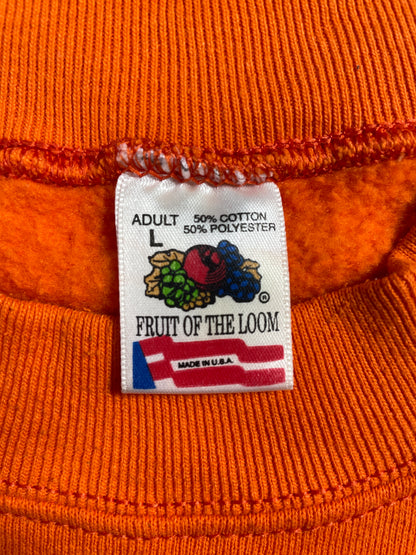 ADULT 50% COTTON
L 50% POLYESTER
®
FRUIT OF THE LOOM
MADE IN U.S.A.